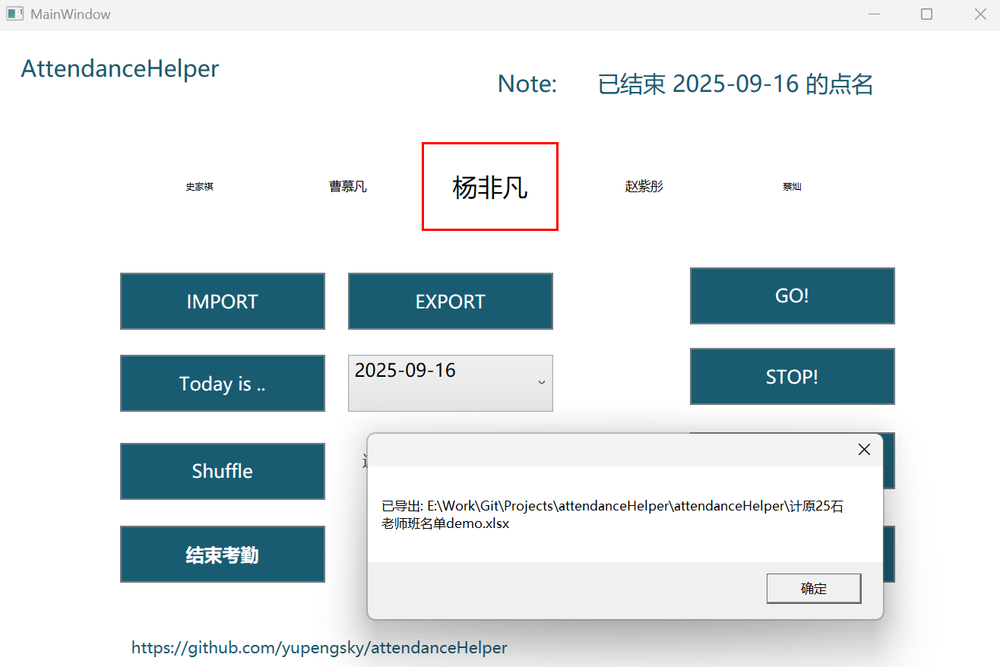 MainWindow
AttendanceHelper
Note: 已结束 2025-09-16 的点名
史家祺 曹慕凡 杨非凡 赵紫彤 蔡灿
IMPORT EXPORT GO!
Today is .. 2025-09-16 STOP!
Shuffle
已导出: E:\Work\Git\Projects\attendanceHelper\attendanceHelper\计原25石
老师班名单demo.xlsx
结束考勤
确定
https://github.com/yupengsky/attendanceHelper